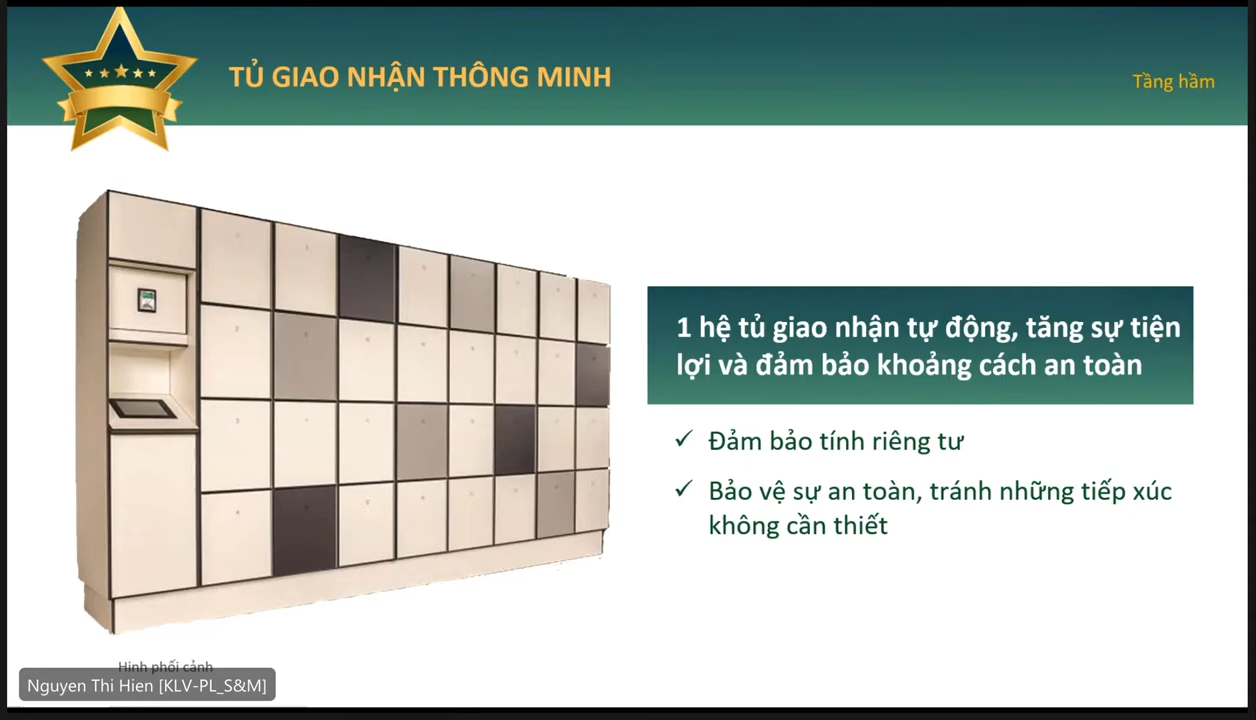 TỦ GIAO NHẬN THÔNG MINH
Tầng hầm
1 hệ tủ giao nhận tự động, tăng sự tiện
lợi và đảm bảo khoảng cách an toàn
✓ Đảm bảo tính riêng tư
✓ Bảo vệ sự an toàn, tránh những tiếp xúc
không cần thiết
Hình phối cảnh
Nguyen Thi Hien [KLV-PL_S&M]